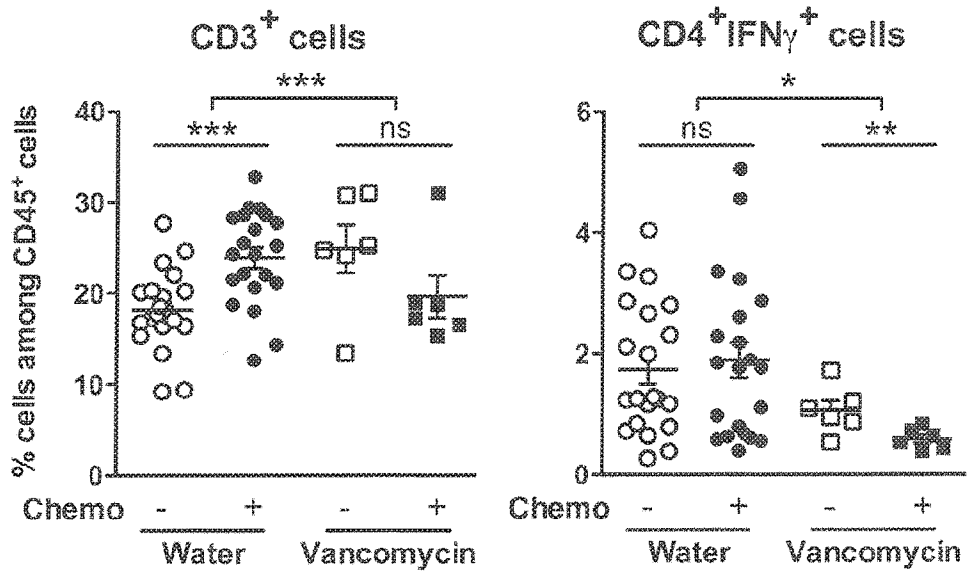 CD3⁺ cells
CD4⁺IFNγ⁺ cells
% cells among CD45⁺ cells
***
*** ns
40
30
20
10
0
Chemo - + - +
Water Vancomycin
*
ns **
6
4
2
0
- + - +
Water Vancomycin